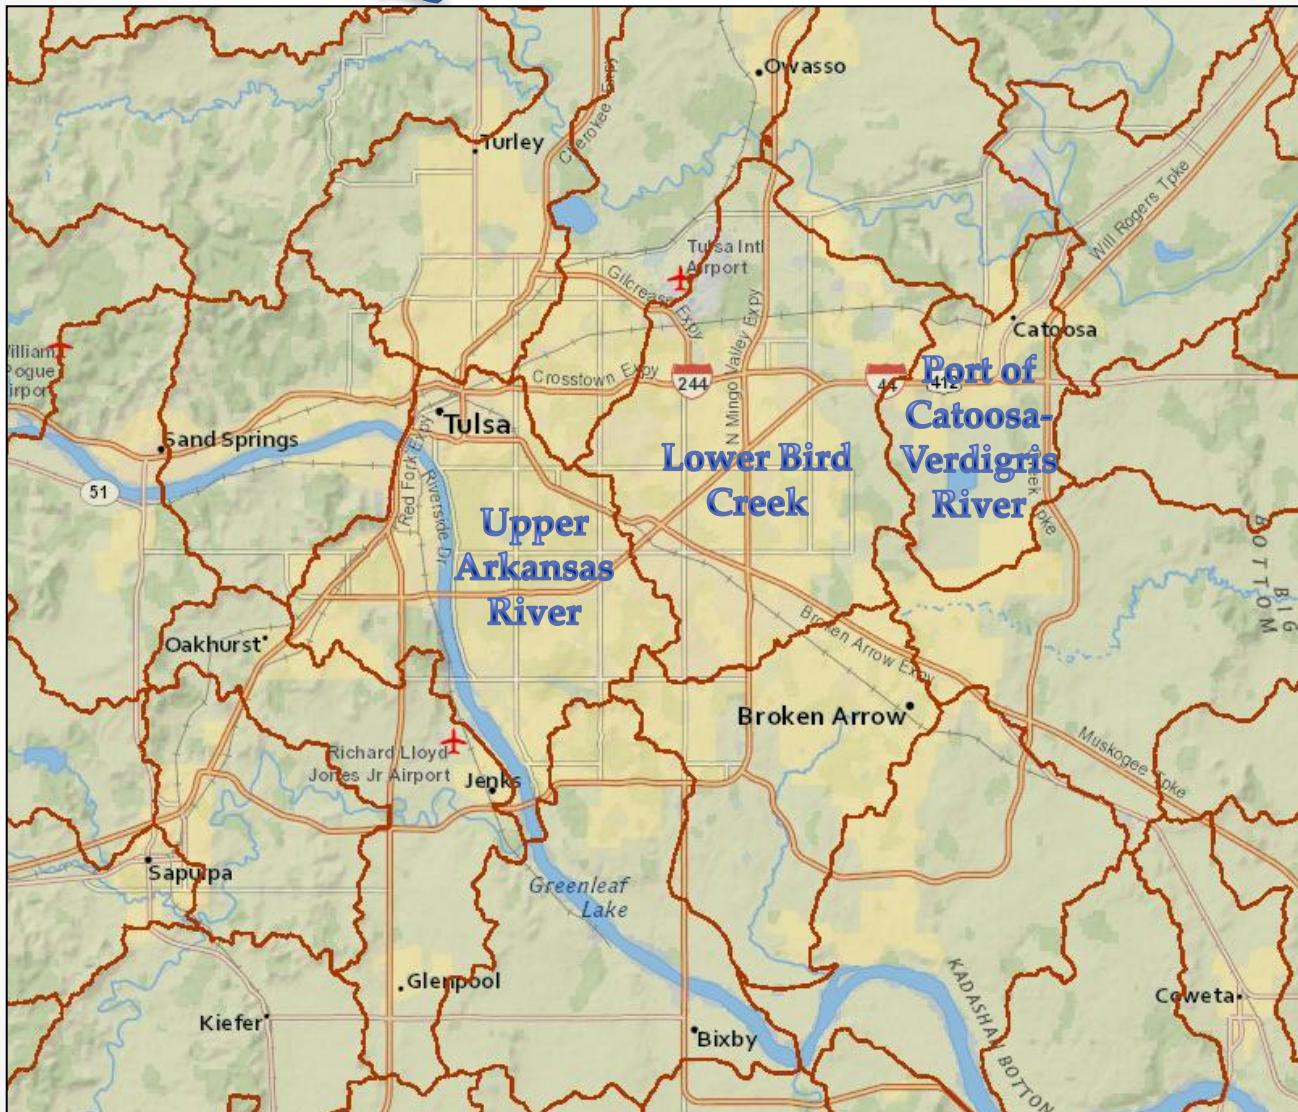 Owasso
Turley
Cherokee Expy
Tulsa Intl
Airport
Gilcrease Expy
Will Rogers Tpke
N Mingo Valley Expy
Catoosa
Pogue
Crosstown Expy
244
44
412
Port of
Catoosa-
Verdigris
River
Tulsa
Sand Springs
51
Red Fork Expy
Riverside Dr
Lower Bird
Creek
Upper
Arkansas
River
BIG
BOTTOM
Oakhurst
Broken Arrow Expy
Broken Arrow
Muskogee Tpke
Richard Lloyd
Jones Jr Airport
Jenks
Sapulpa
Greenleaf
Lake
Glenpool
Kiefer
Bixby
KADASHAN BOTTOM
Coweta